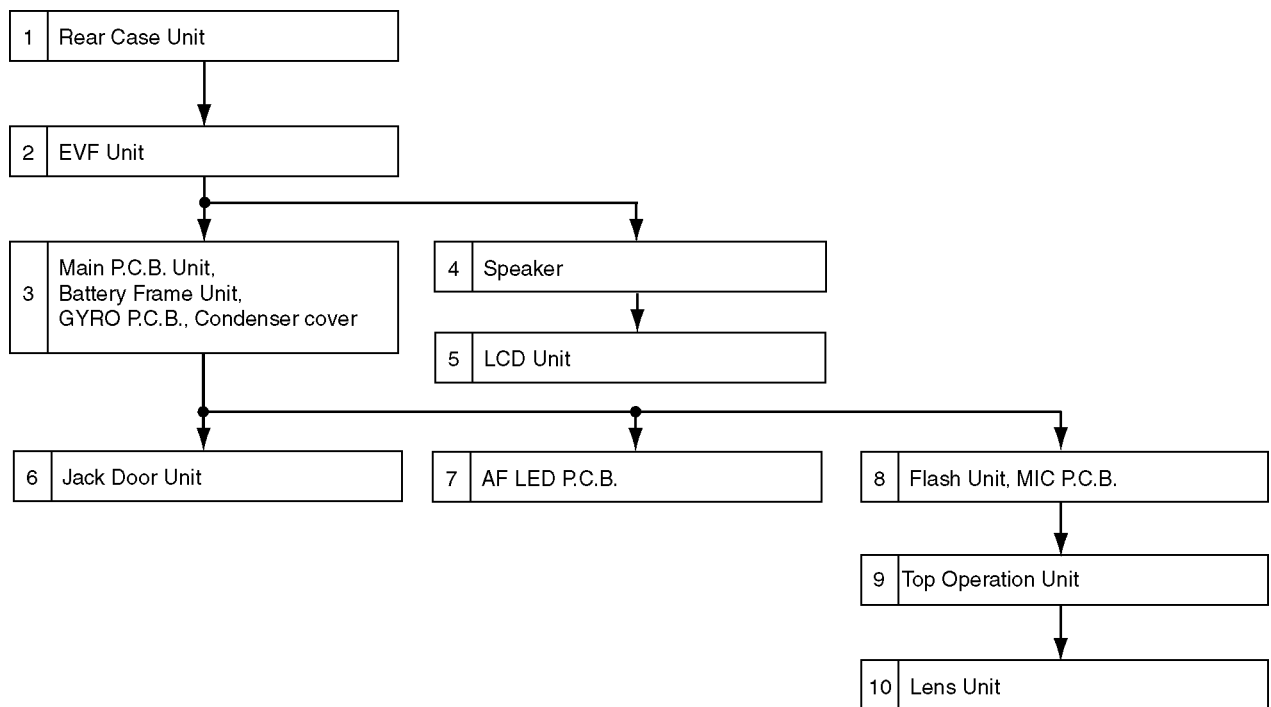 1 Rear Case Unit
2 EVF Unit
3 Main P.C.B. Unit,
Battery Frame Unit,
GYRO P.C.B., Condenser cover
4 Speaker
5 LCD Unit
6 Jack Door Unit
7 AF LED P.C.B.
8 Flash Unit, MIC P.C.B.
9 Top Operation Unit
10 Lens Unit